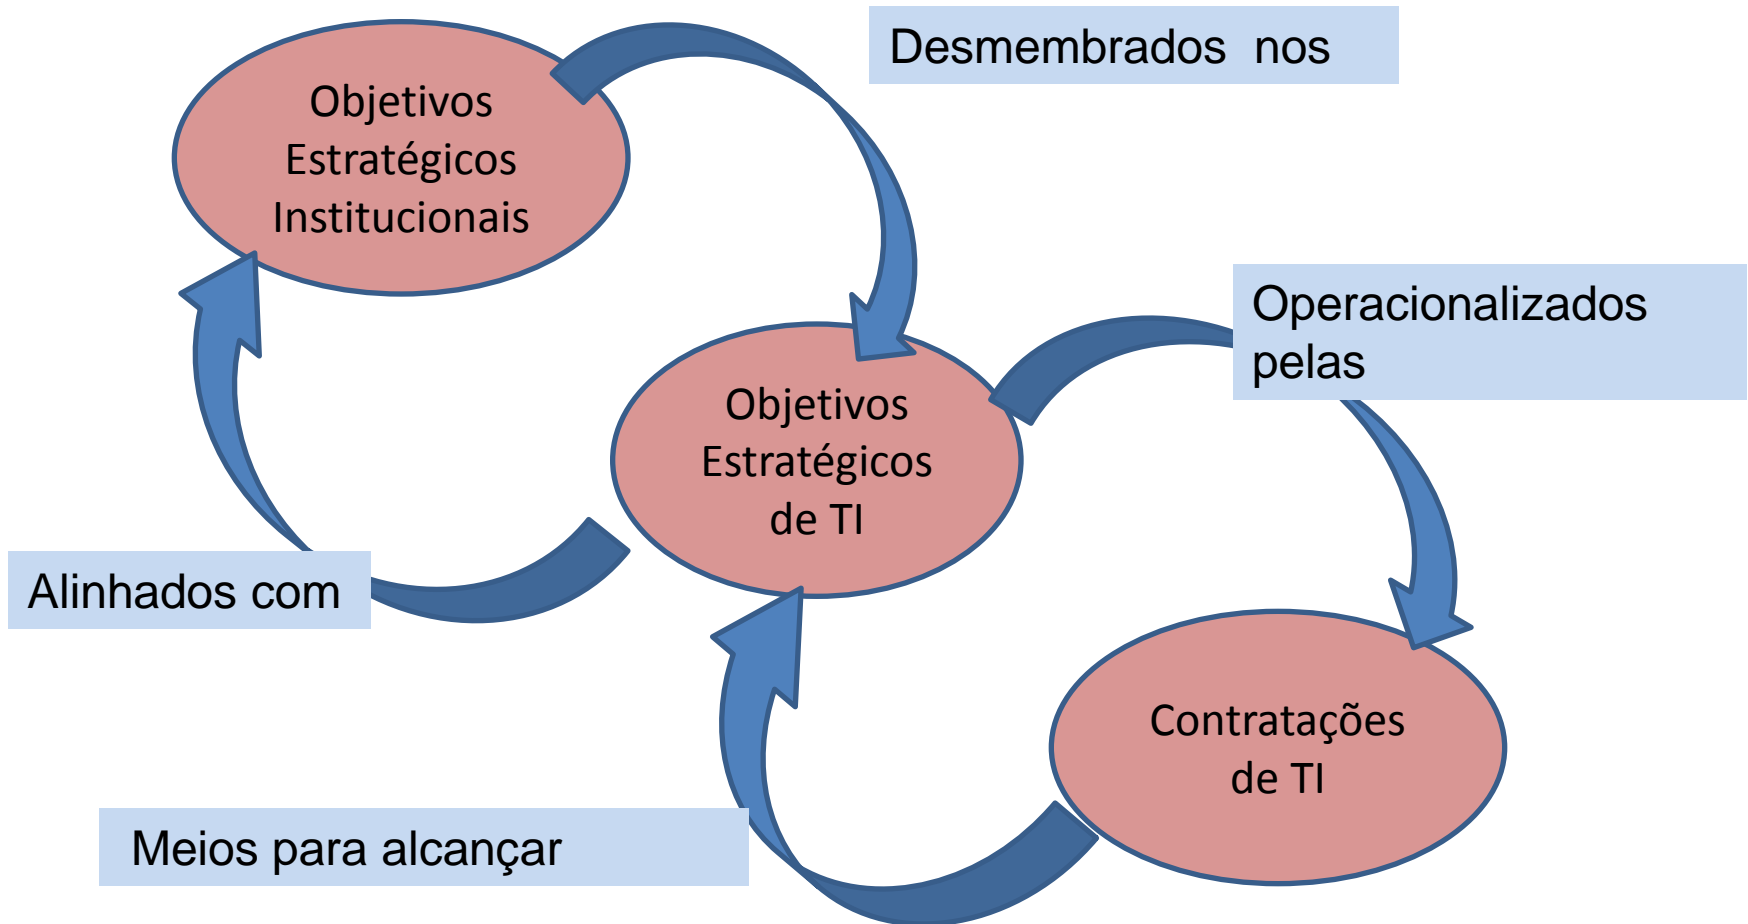 Desmembrados nos
Objetivos
Estratégicos
Institucionais
Operacionalizados
pelas
Objetivos
Estratégicos
de TI
Alinhados com
Contratações
de TI
Meios para alcançar